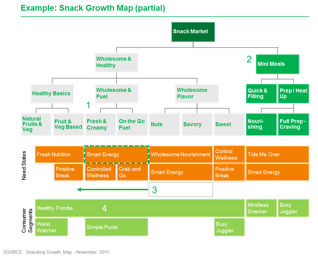 Example: Snack Growth Map (partial)
Snack Market
Wholesome &
Healthy
2
Mini Meals
Healthy Basics
Wholesome &
Fuel
Wholesome
Flavor
Quick &
Filling
Prep / Heat
Up
1
Natural
Fruits &
Veg
Fruit &
Veg Based
Fresh &
Creamy
On the Go
Fuel
Nuts
Savory
Sweet
Nouri-
shing
Full Prep -
Craving
Need States
Fresh Nutrition
Smart Energy
Wholesome/Nourishment
Control
Wellness
Tide Me Over
Positive
Break
Controlled
Wellness
Grab and
Go
Smart Energy
Positive
Break
Smart Energy
3
Consumer
Segments
Healthy Foodie
4
Mindless
Snacker
Busy
Juggler
Waist
Watcher
Simple Purist
Busy
Juggler
SOURCE: Snacking Growth Map - November 2015